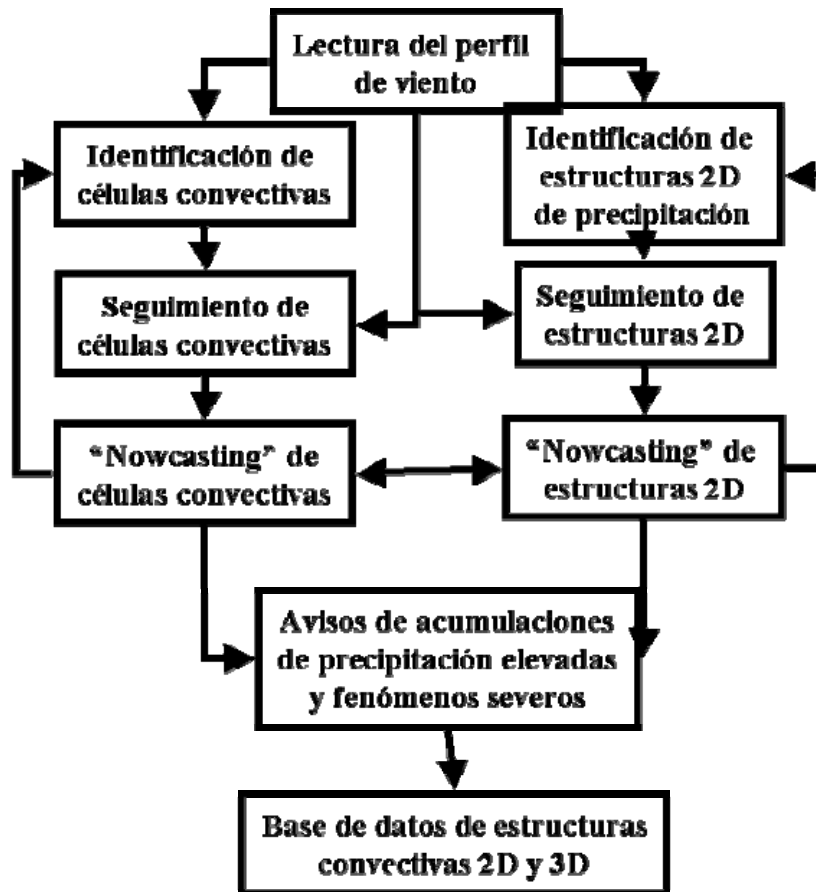 Lectura del perfil
de viento
Identificación de
células convectivas
Identificación de
estructuras 2D
de precipitación
Seguimiento de
células convectivas
Seguimiento de
estructuras 2D
“Nowcasting” de
células convectivas
“Nowcasting” de
estructuras 2D
Avisos de acumulaciones
de precipitación elevadas
y fenómenos severos
Base de datos de estructuras
convectivas 2D y 3D